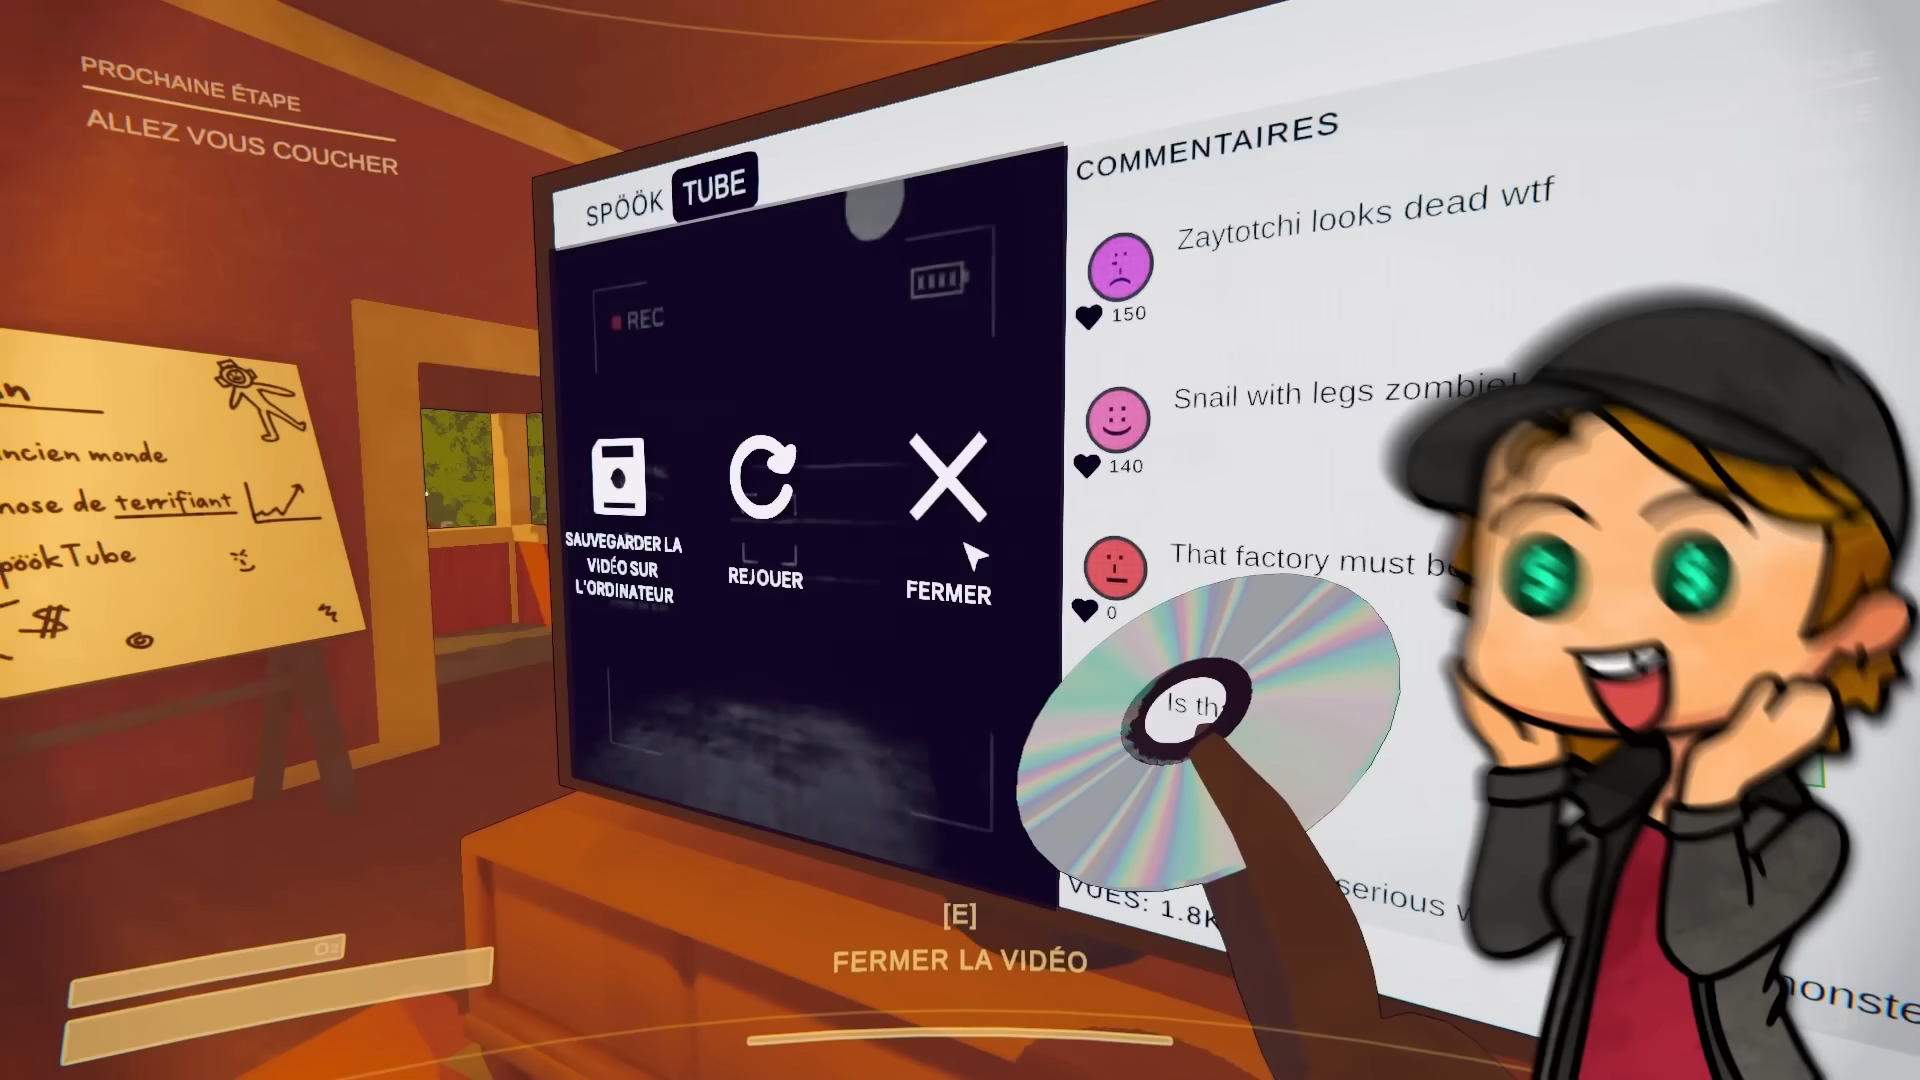 PROCHAINE ÉTAPE
ALLEZ VOUS COUCHER
ncien monde
nose de terrifiant
pöökTube
$
SPÖÖK TUBE
REC
SAUVEGARDER LA
VIDÉO SUR
L'ORDINATEUR
REJOUER
FERMER
COMMENTAIRES
Zaytotchi looks dead wtf
150
Snail with legs zombie!
140
That factory must b
0
Is th
serious
VUES: 1.8K
monste
[E]
FERMER LA VIDÉO
O2